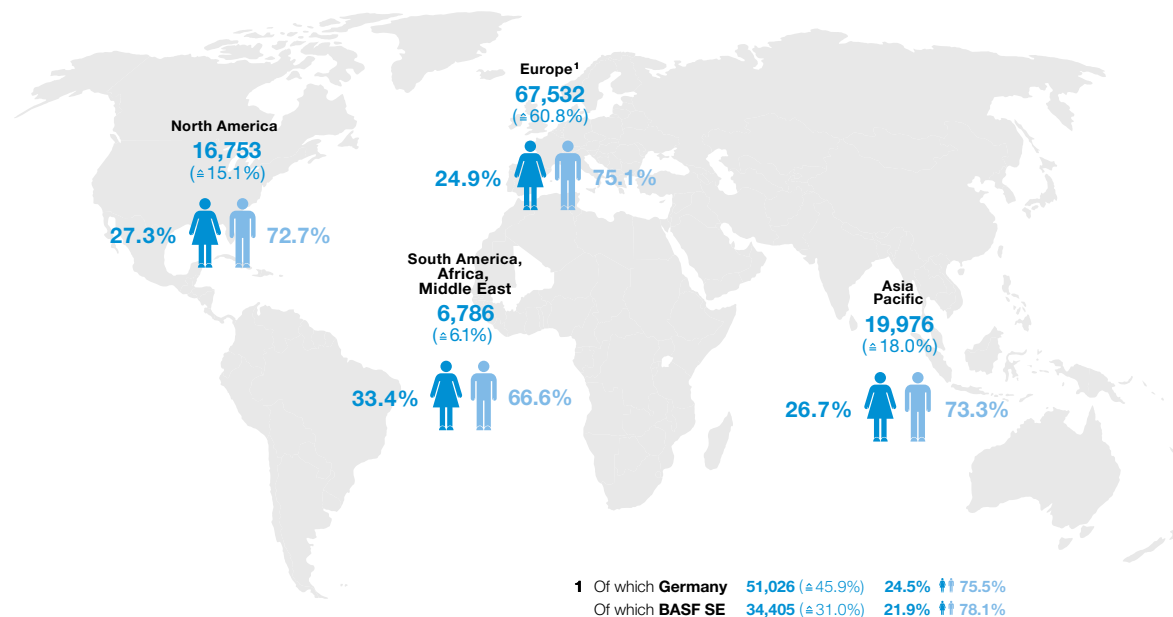 Europe¹
67,532
(≙60.8%)
24.9% 75.1%
North America
16,753
(≙15.1%)
27.3% 72.7%
South America,
Africa,
Middle East
6,786
(≙6.1%)
33.4% 66.6%
Asia
Pacific
19,976
(≙18.0%)
26.7% 73.3%
1 Of which Germany 51,026 (≙45.9%) 24.5% 75.5%
Of which BASF SE 34,405 (≙31.0%) 21.9% 78.1%